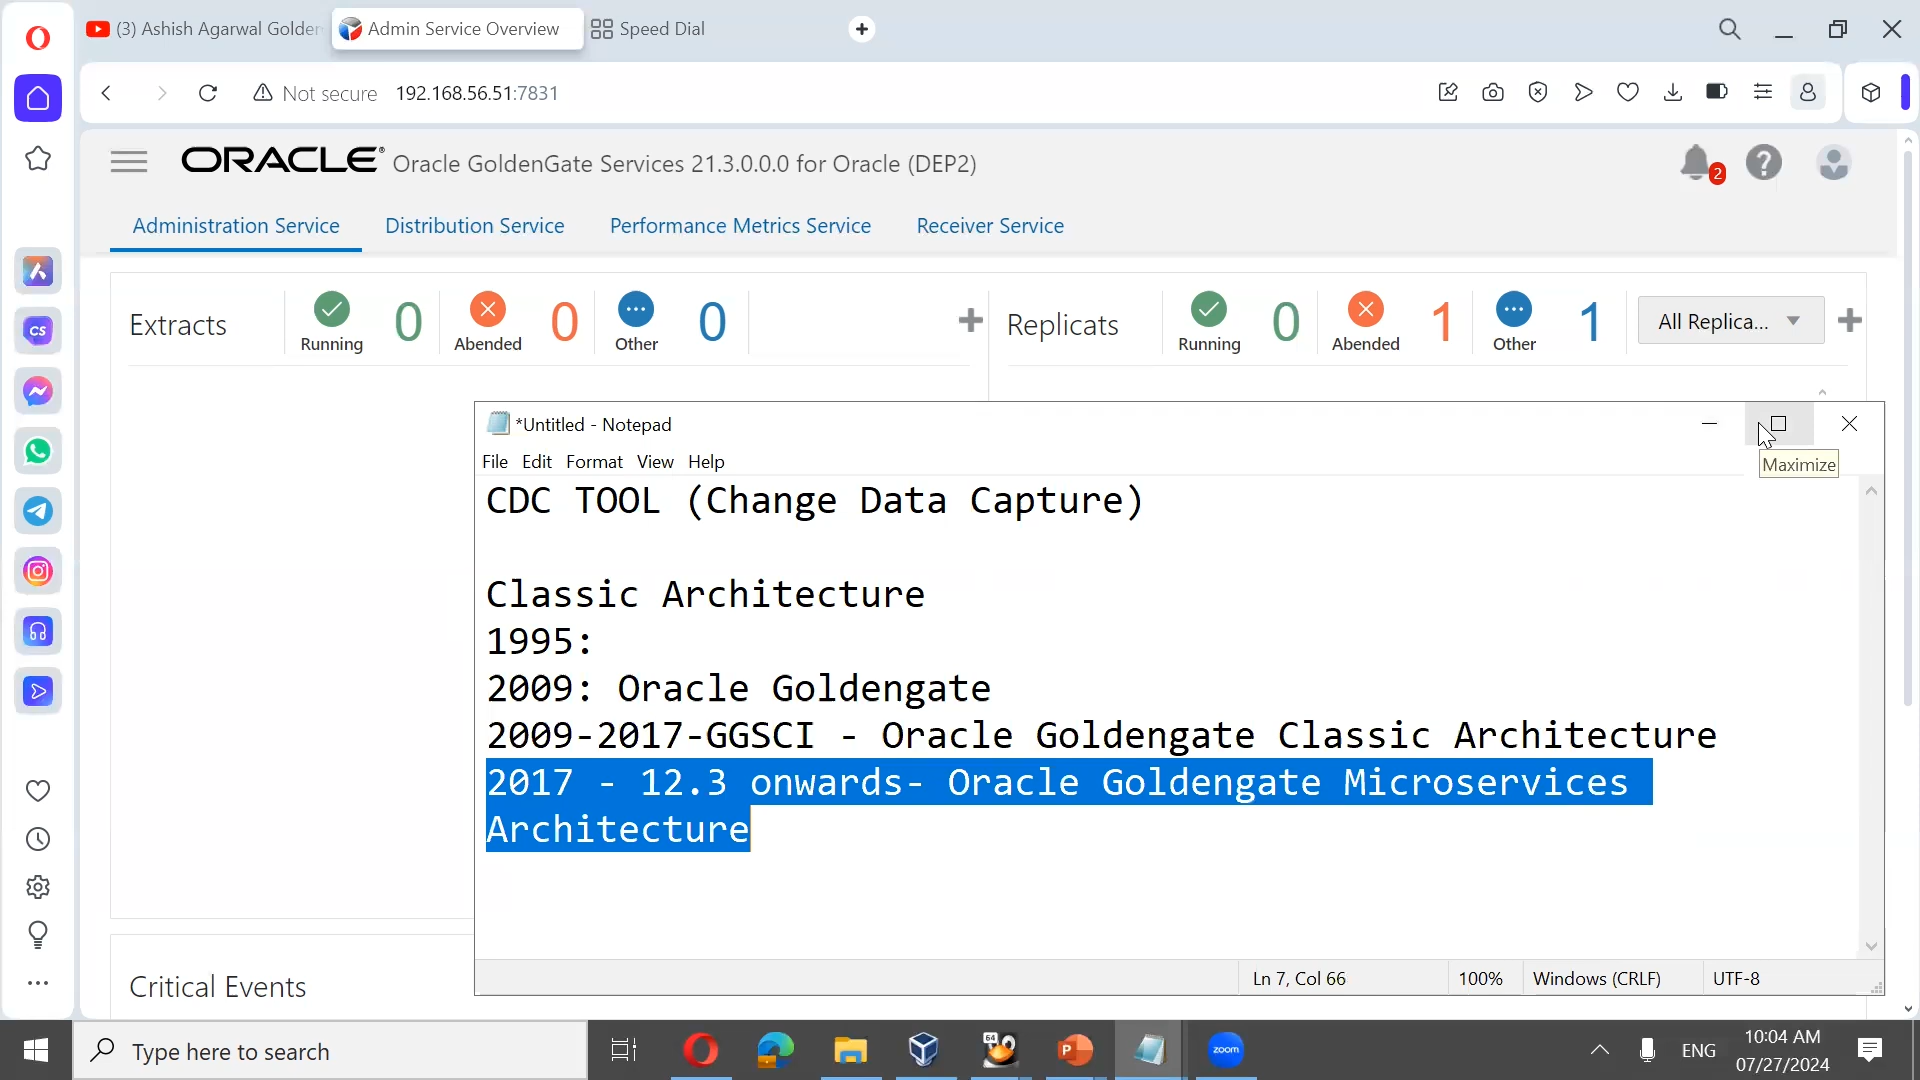 (3) Ashish Agarwal Golden
Admin Service Overview
Speed Dial
Not secure 192.168.56.51:7831
ORACLE® Oracle GoldenGate Services 21.3.0.0.0 for Oracle (DEP2)
2
?
Administration Service
Distribution Service
Performance Metrics Service
Receiver Service
Extracts
Running
0
Abended
0
Other
0
Replicats
Running
0
Abended
1
Other
1
All Replica...
*Untitled - Notepad
File Edit Format View Help
Maximize
CDC TOOL (Change Data Capture)
Classic Architecture
1995:
2009: Oracle Goldengate
2009-2017-GGSCI - Oracle Goldengate Classic Architecture
2017 - 12.3 onwards- Oracle Goldengate Microservices
Architecture
Ln 7, Col 66
100%
Windows (CRLF)
UTF-8
Critical Events
CS
Type here to search
64
P
zoom
ENG
10:04 AM
07/27/2024